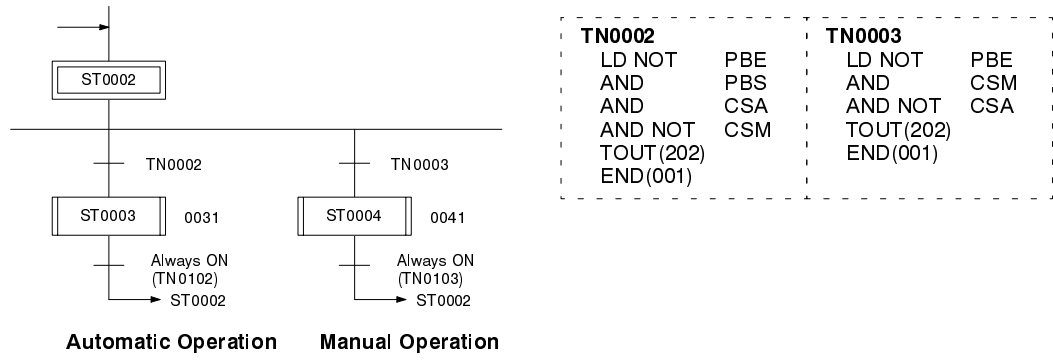 ST0002
TN0002
TN0003
ST0003
0031
ST0004
0041
Always ON
(TN0102)
Always ON
(TN0103)
ST0002
ST0002
Automatic Operation
Manual Operation
TN0002
LD NOT PBE
AND PBS
AND CSA
AND NOT CSM
TOUT(202)
END(001)
TN0003
LD NOT PBE
AND CSM
AND NOT CSA
TOUT(202)
END(001)